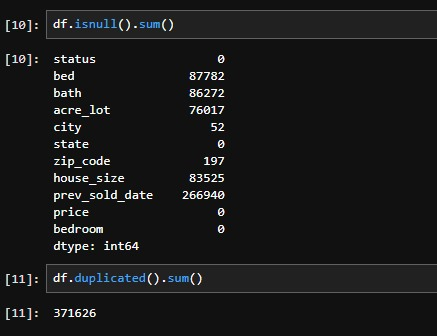 [10]: df.isnull().sum()
[10]: status 0
bed 87782
bath 86272
acre_lot 76017
city 52
state 0
zip_code 197
house_size 83525
prev_sold_date 266940
price 0
bedroom 0
dtype: int64
[11]: df.duplicated().sum()
[11]: 371626